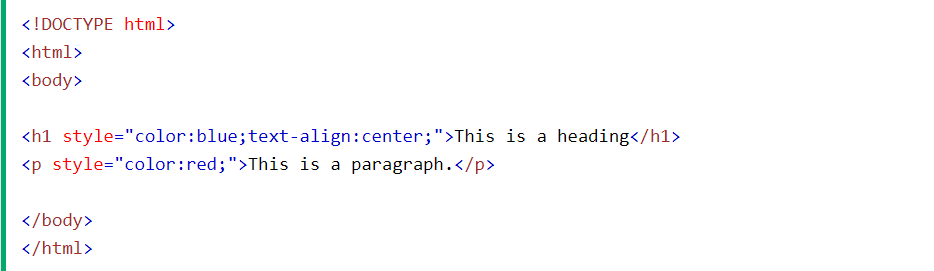 <!DOCTYPE html>
<html>
<body>
<h1 style="color:blue;text-align:center;">This is a heading</h1>
<p style="color:red;">This is a paragraph.</p>
</body>
</html>